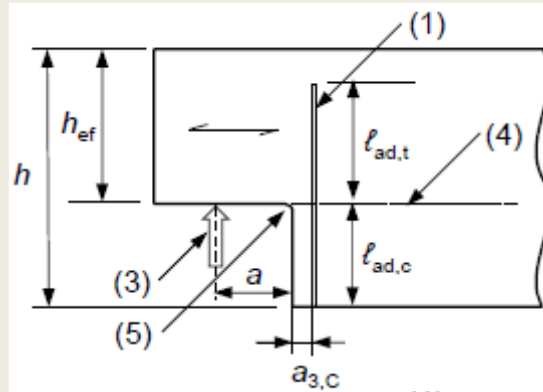 (1)
h
hef
ℓad,t
(4)
(3)
a
ℓad,c
(5)
a3,C